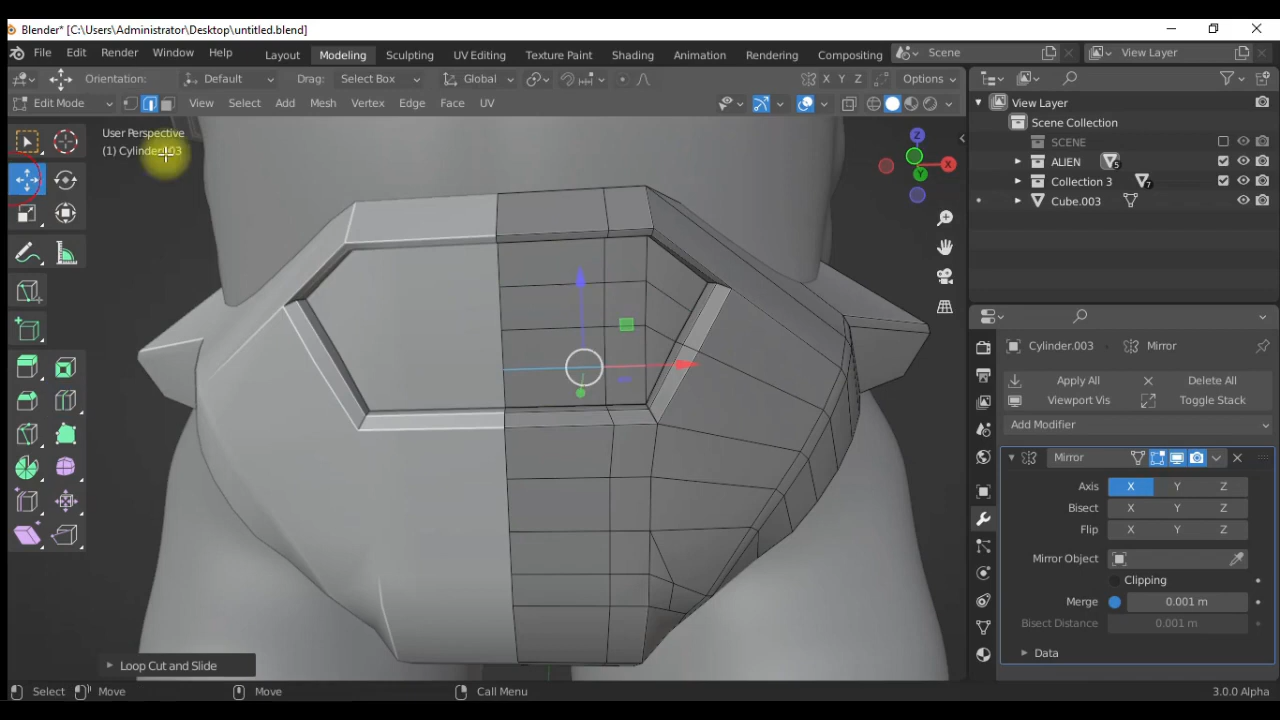 Blender* [C:\Users\Administrator\Desktop\untitled.blend]
File Edit Render Window Help Layout Modeling Sculpting UV Editing Texture Paint Shading Animation Rendering Compositing Scene View Layer
Orientation: Default Drag: Select Box Global X Y Z Options
Edit Mode View Select Add Mesh Vertex Edge Face UV
User Perspective
(1) Cylinder.003
Z
X
Y
View Layer
Scene Collection
SCENE
ALIEN 5
Collection 3 7
Cube.003
Cylinder.003 Mirror
Apply All Delete All
Viewport Vis Toggle Stack
Add Modifier
Mirror
Axis X Y Z
Bisect X Y Z
Flip X Y Z
Mirror Object
Clipping
Merge 0.001 m
Bisect Distance 0.001 m
Data
Loop Cut and Slide
Select Move Move Call Menu 3.0.0 Alpha